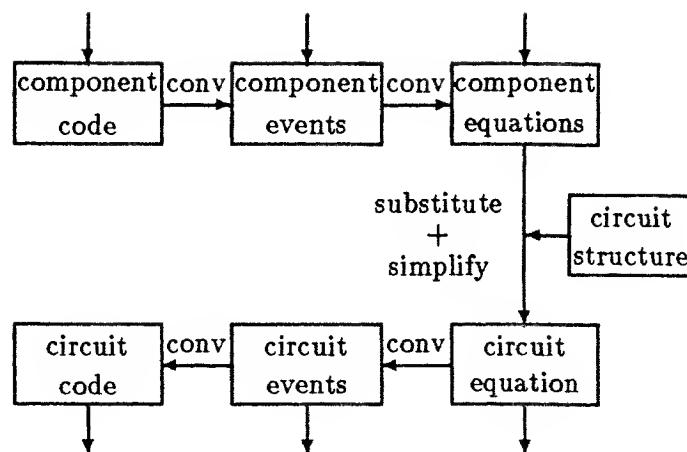 component
code
conv
component
events
conv
component
equations
substitute
+
simplify
circuit
structure
circuit
code
conv
circuit
events
conv
circuit
equation